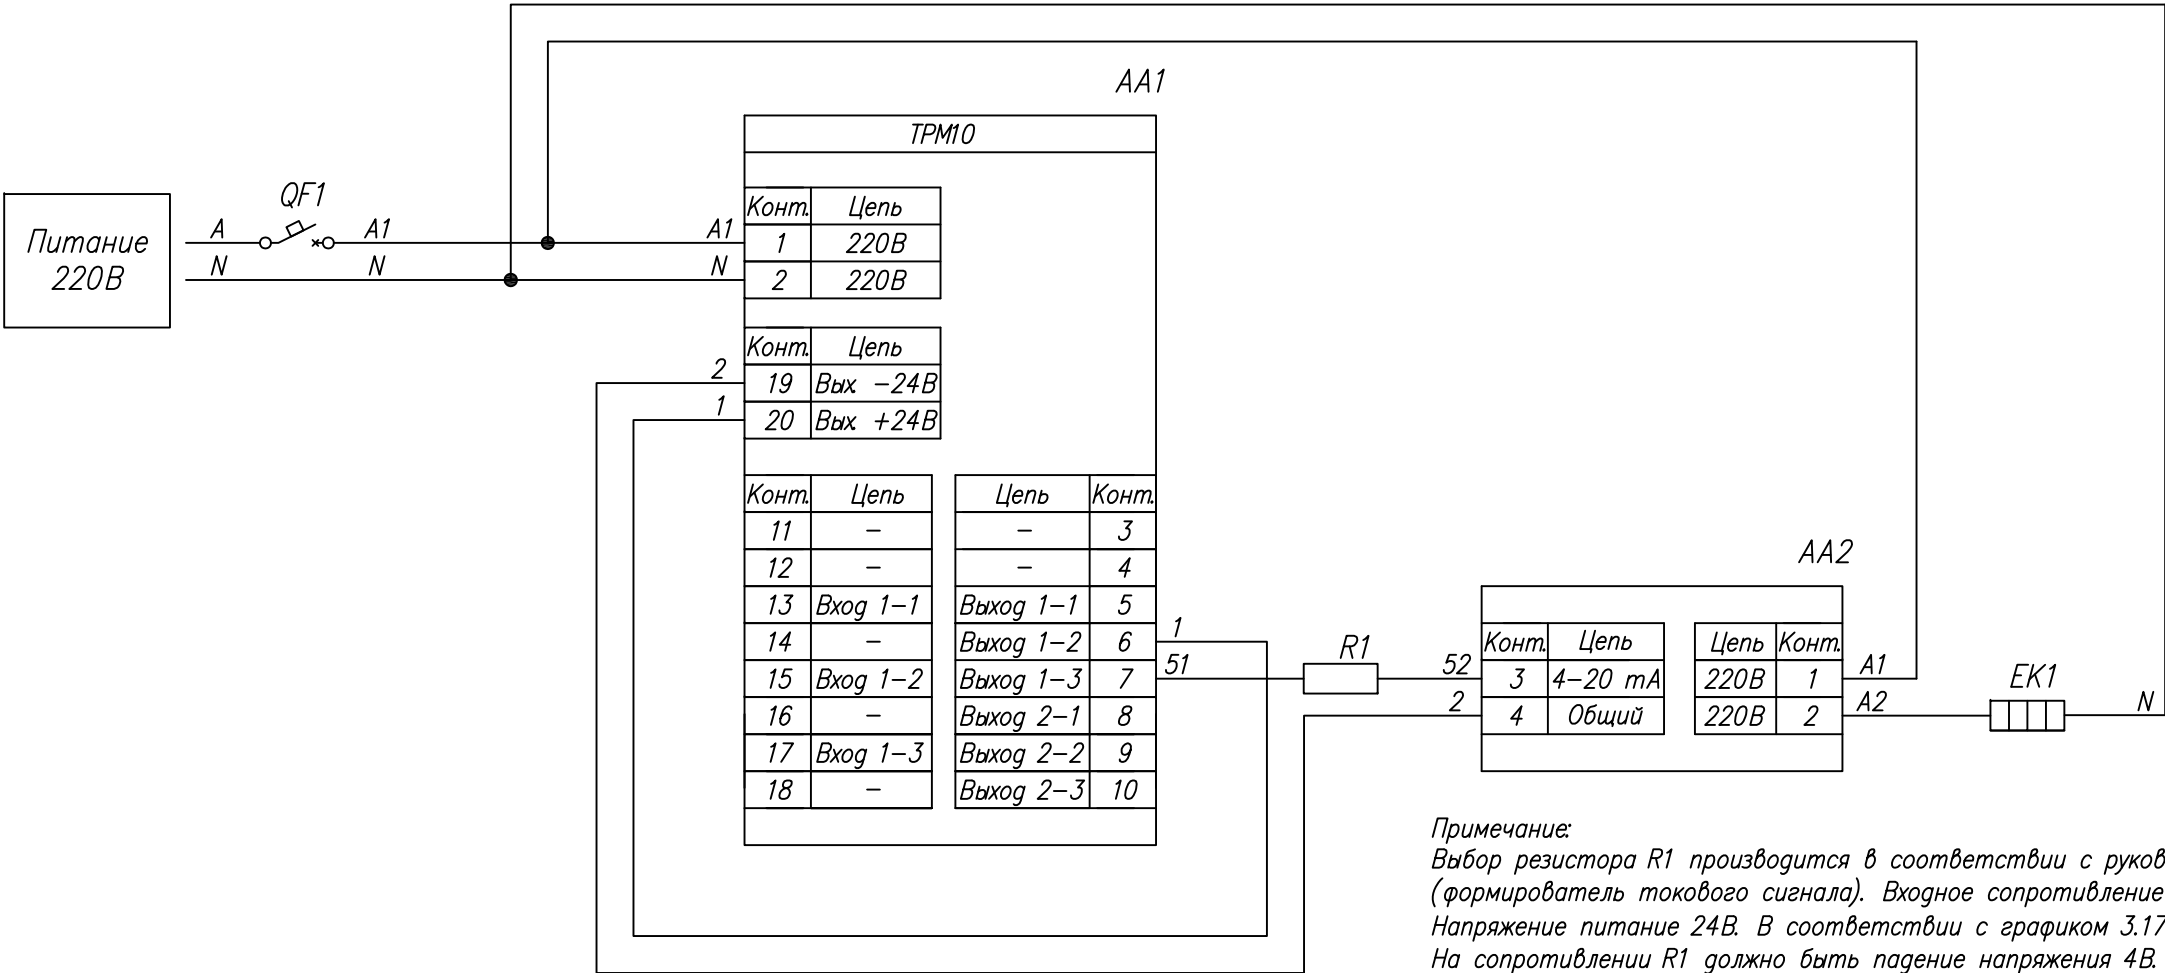 AA1
ТРМ10
Питание
220В
QF1
A
A1
A1
N
N
N
Конт. Цепь
1 220В
2 220В
Конт. Цепь
2
19 Вых. -24В
1
20 Вых. +24В
Конт. Цепь Цепь Конт.
11 - - 3
12 - - 4
13 Вход 1-1 Выход 1-1 5
14 - Выход 1-2 6
15 Вход 1-2 Выход 1-3 7
16 - Выход 2-1 8
17 Вход 1-3 Выход 2-2 9
18 - Выход 2-3 10
1
51
R1
52
2
AA2
Конт. Цепь Цепь Конт.
3 4-20 mA 220В 1
4 Общий 220В 2
A1
A2
EK1
N
Примечание:
Выбор резистора R1 производится в соответствии с руков
(формирователь токового сигнала). Входное сопротивление
Напряжение питание 24В. В соответствии с графиком 3.17
На сопротивлении R1 должно быть падение напряжения 4В.